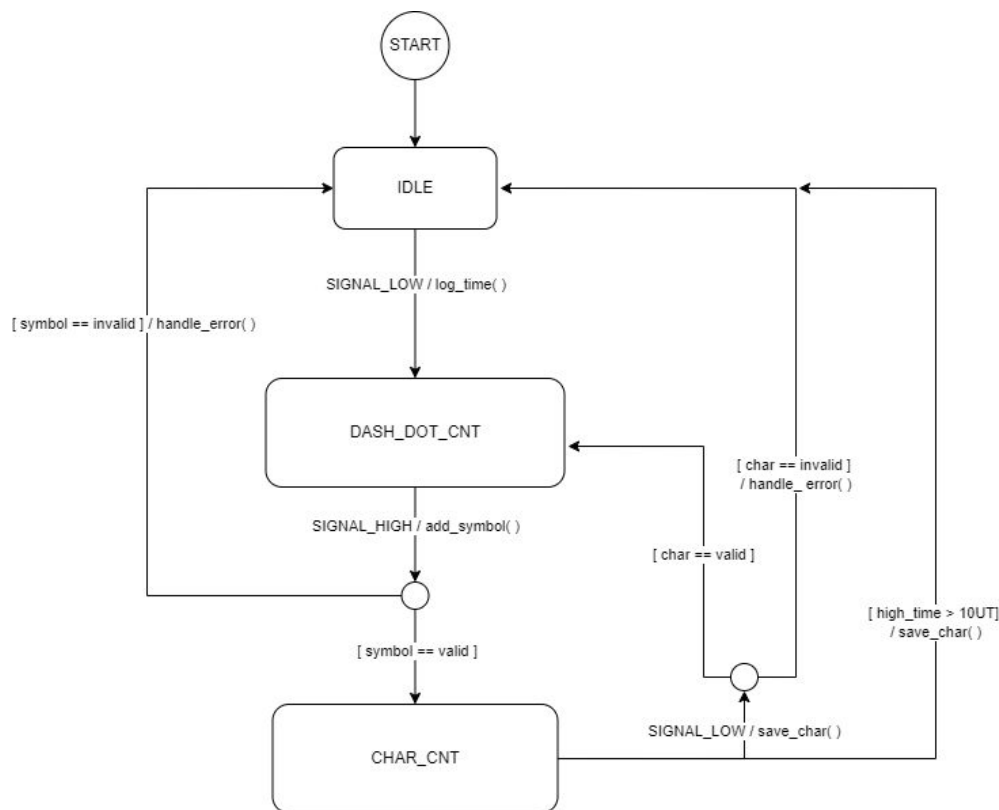 START
IDLE
SIGNAL_LOW / log_time( )
[ symbol == invalid ] / handle_error( )
DASH_DOT_CNT
[ char == invalid ]
/ handle_ error( )
SIGNAL_HIGH / add_symbol( )
[ char == valid ]
[ high_time > 10UT]
/ save_char( )
[ symbol == valid ]
SIGNAL_LOW / save_char( )
CHAR_CNT